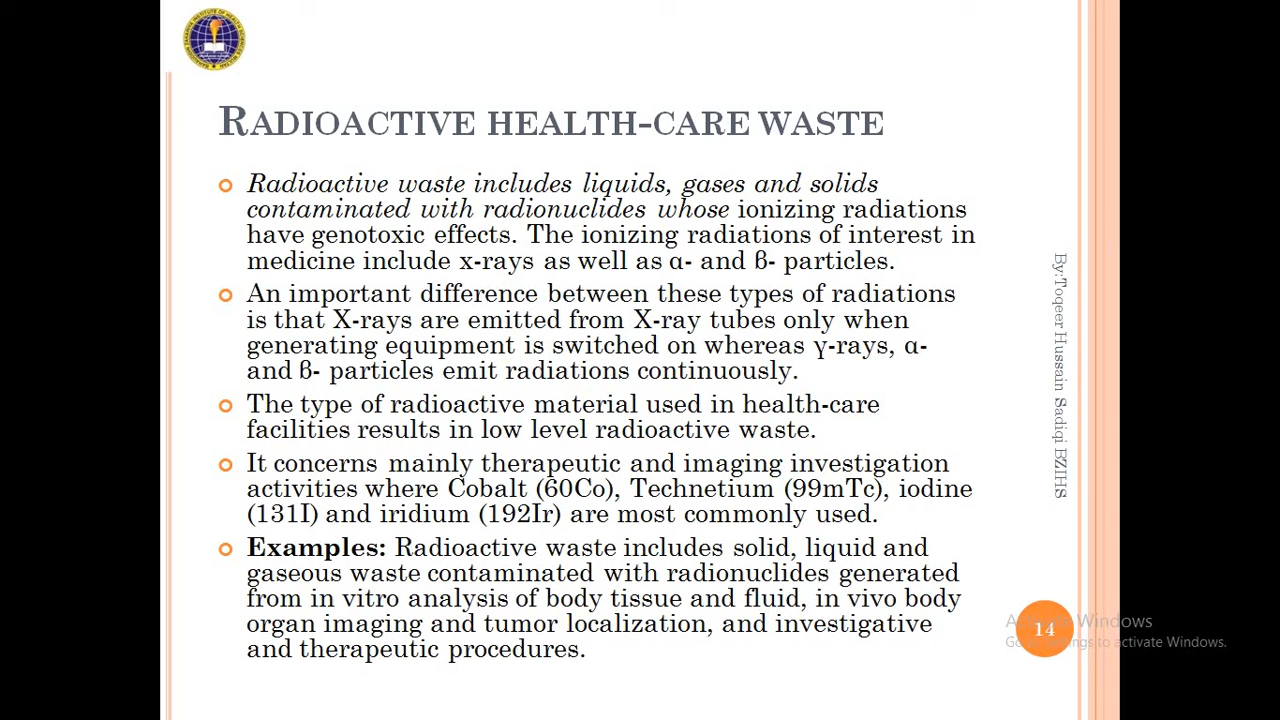 RADIOACTIVE HEALTH-CARE WASTE
Radioactive waste includes liquids, gases and solids
contaminated with radionuclides whose ionizing radiations
have genotoxic effects. The ionizing radiations of interest in
medicine include x-rays as well as α- and β- particles.
An important difference between these types of radiations
is that X-rays are emitted from X-ray tubes only when
generating equipment is switched on whereas γ-rays, α-
and β- particles emit radiations continuously.
The type of radioactive material used in health-care
facilities results in low level radioactive waste.
It concerns mainly therapeutic and imaging investigation
activities where Cobalt (60Co), Technetium (99mTc), iodine
(131I) and iridium (192Ir) are most commonly used.
Examples: Radioactive waste includes solid, liquid and
gaseous waste contaminated with radionuclides generated
from in vitro analysis of body tissue and fluid, in vivo body
organ imaging and tumor localization, and investigative
and therapeutic procedures.
By:Toqeer Hussain Sadiqi BZIHS
14
Windows
to activate Windows.